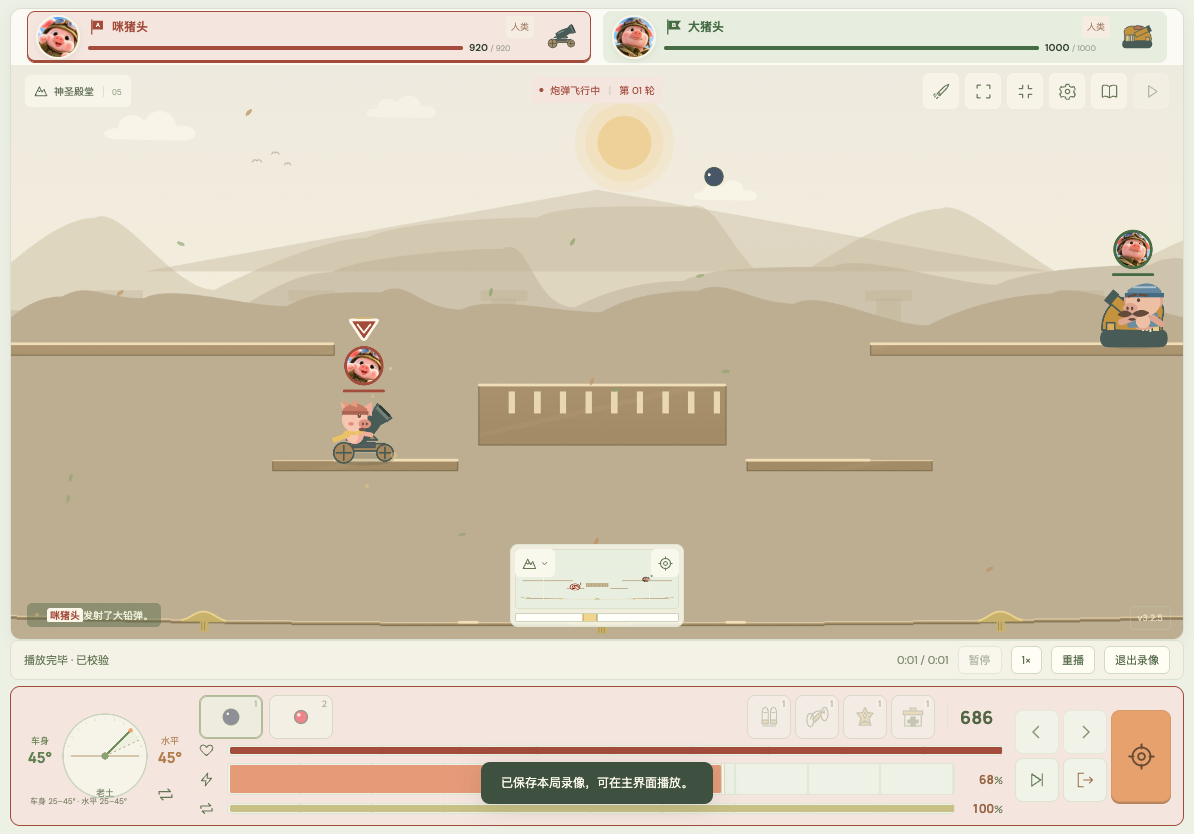 咪猪头
人类
920 / 920
大猪头
人类
1000 / 1000
神圣殿堂 05
炮弹飞行中 第 01 轮
咪猪头发射了大铅弹。
v3.2.5
播放完毕 · 已校验
0:01 / 0:01
暂停
1×
重播
退出录像
车身
45°
水平
45°
老土
车身 25–45° · 水平 25–45°
1
2
1
1
1
1
686
68%
100%
已保存本局录像，可在主界面播放。